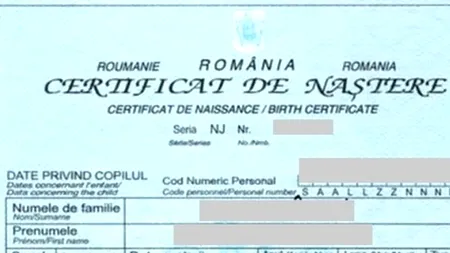 ROUMANIE ROMÂNIA ROMANIA
CERTIFICAT DE NAȘTERE
CERTIFICAT DE NAISSANCE / BIRTH CERTIFICATE
Seria NJ Nr.
Série/Series No./Nmb.
DATE PRIVIND COPILUL
Dates concernant l'enfant/
Data concerning the child
Cod Numeric Personal
Code personnel/Personal number S A A L L Z Z N N N
Numele de familie
Nom/Surname
Prenumele
Prénom/First name